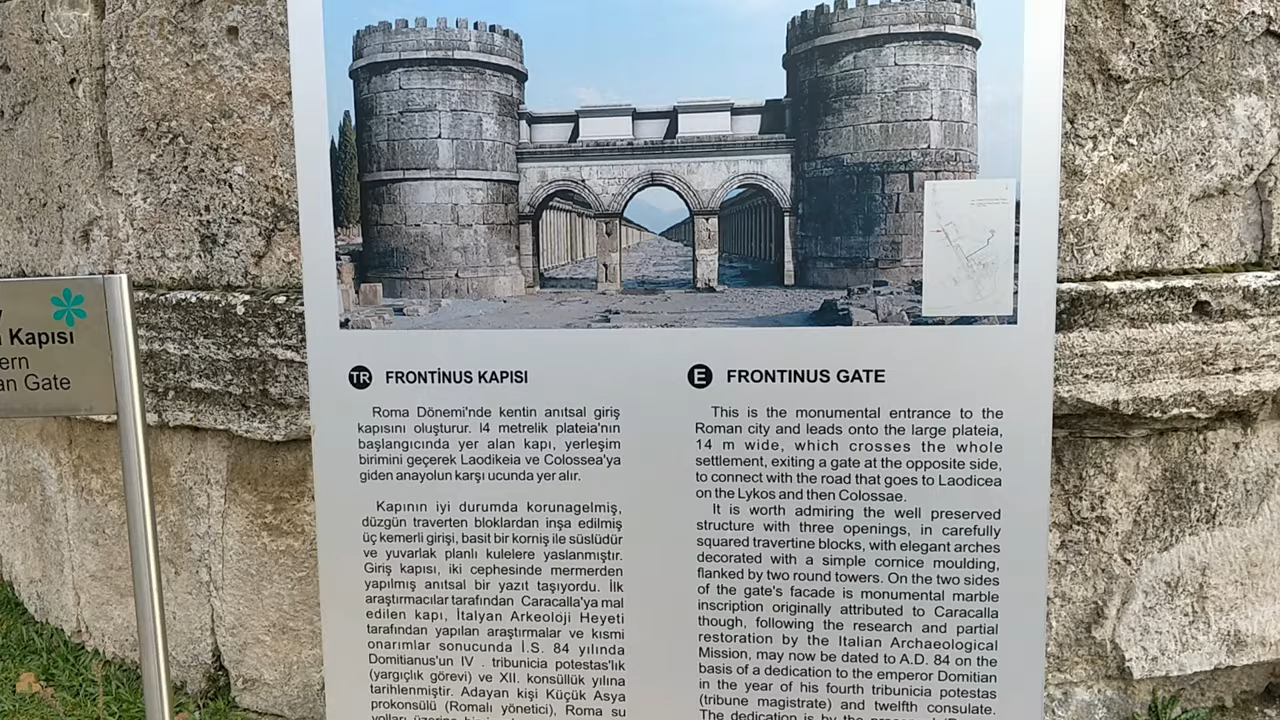 Kapısı
ern
an Gate
TR FRONTİNUS KAPISI
Roma Dönemi'nde kentin anıtsal giriş
kapısını oluşturur. I4 metrelik plateia'nın
başlangıcında yer alan kapı, yerleşim
birimini geçerek Laodikeia ve Colossea'ya
giden anayolun karşı ucunda yer alır.
Kapının iyi durumda korunagelmiş,
düzgün traverten bloklardan inşa edilmiş
üç kemerli girişi, basit bir korniş ile süslüdür
ve yuvarlak planlı kulelere yaslanmıştır.
Giriş kapısı, iki cephesinde mermerden
yapılmış anıtsal bir yazıt taşıyordu. İlk
araştırmacılar tarafından Caracalla'ya mal
edilen kapı, İtalyan Arkeoloji Heyeti
tarafından yapılan araştırmalar ve kısmi
onarımlar sonucunda İ.S. 84 yılında
Domitianus'un IV . tribunicia potestas'lık
(yargıçlık görevi) ve XII. konsüllük yılına
tarihlenmiştir. Adayan kişi Küçük Asya
prokonsülü (Romalı yönetici), Roma su
yolları üzerine
E FRONTINUS GATE
This is the monumental entrance to the
Roman city and leads onto the large plateia,
14 m wide, which crosses the whole
settlement, exiting a gate at the opposite side,
to connect with the road that goes to Laodicea
on the Lykos and then Colossae.
It is worth admiring the well preserved
structure with three openings, in carefully
squared travertine blocks, with elegant arches
decorated with a simple cornice moulding,
flanked by two round towers. On the two sides
of the gate's facade is monumental marble
inscription originally attributed to Caracalla
though, following the research and partial
restoration by the Italian Archaeological
Mission, may now be dated to A.D. 84 on the
basis of a dedication to the emperor Domitian
in the year of his fourth tribunicia potestas
(tribune magistrate) and twelfth consulate.
The dedication is by the